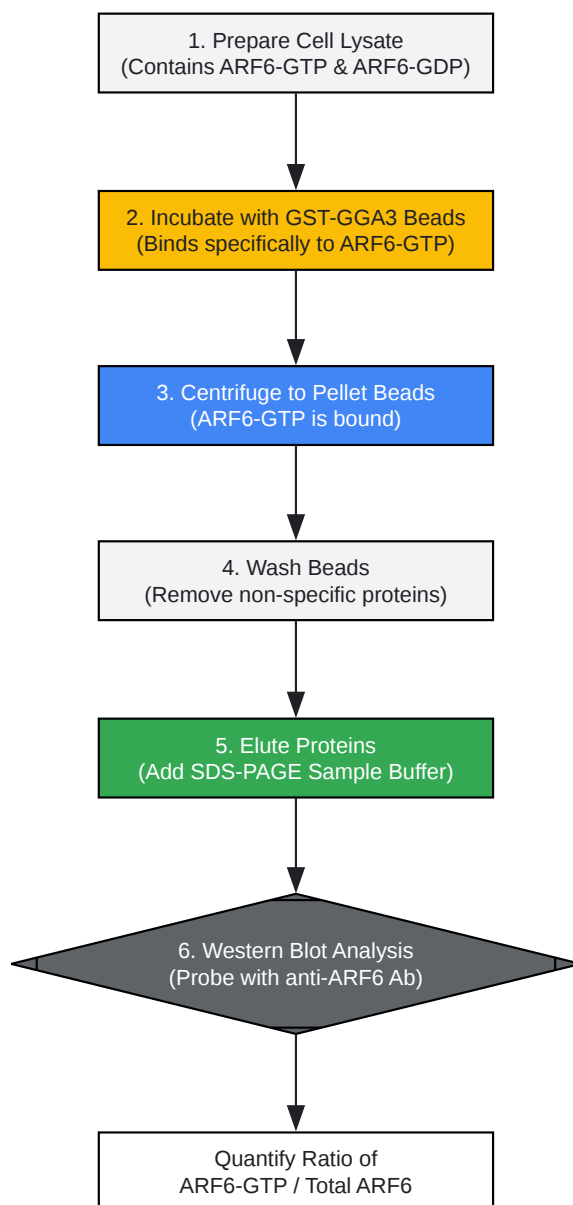 1. Prepare Cell Lysate
(Contains ARF6-GTP & ARF6-GDP)
2. Incubate with GST-GGA3 Beads
(Binds specifically to ARF6-GTP)
3. Centrifuge to Pellet Beads
(ARF6-GTP is bound)
4. Wash Beads
(Remove non-specific proteins)
5. Elute Proteins
(Add SDS-PAGE Sample Buffer)
6. Western Blot Analysis
(Probe with anti-ARF6 Ab)
Quantify Ratio of
ARF6-GTP / Total ARF6